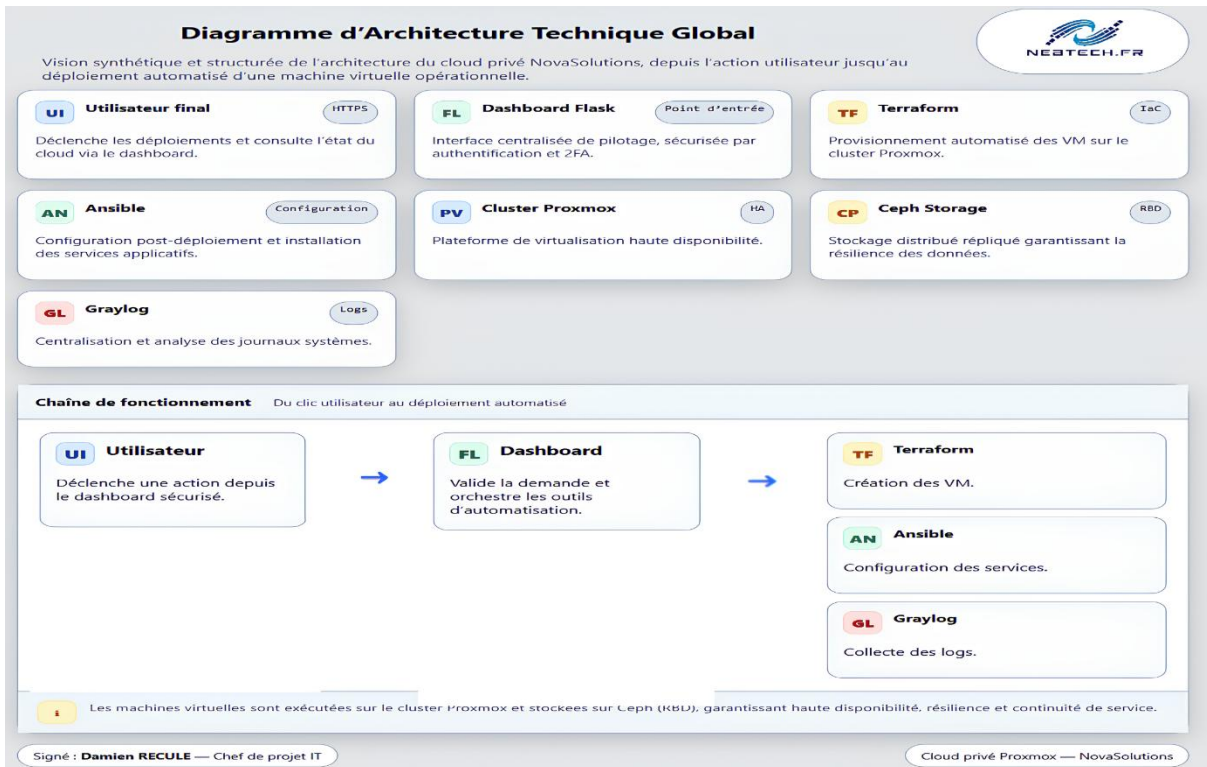 Diagramme d'Architecture Technique Global
NEBTECH.FR
Vision synthétique et structurée de l'architecture du cloud privé NovaSolutions, depuis l'action utilisateur jusqu'au
déploiement automatisé d'une machine virtuelle opérationnelle.
UI Utilisateur final HTTPS
Déclenche les déploiements et consulte l'état du
cloud via le dashboard.
FL Dashboard Flask Point d'entrée
Interface centralisée de pilotage, sécurisée par
authentification et 2FA.
TF Terraform IaC
Provisionnement automatisé des VM sur le
cluster Proxmox.
AN Ansible Configuration
Configuration post-déploiement et installation
des services applicatifs.
PV Cluster Proxmox HA
Plateforme de virtualisation haute disponibilité.
CP Ceph Storage RBD
Stockage distribué répliqué garantissant la
résilience des données.
GL Graylog Logs
Centralisation et analyse des journaux systèmes.
Chaîne de fonctionnement Du clic utilisateur au déploiement automatisé
UI Utilisateur
Déclenche une action depuis
le dashboard sécurisé.
→
FL Dashboard
Valide la demande et
orchestre les outils
d'automatisation.
→
TF Terraform
Création des VM.
AN Ansible
Configuration des services.
GL Graylog
Collecte des logs.
i Les machines virtuelles sont exécutées sur le cluster Proxmox et stockées sur Ceph (RBD), garantissant haute disponibilité, résilience et continuité de service.
Signé : Damien RECULE — Chef de projet IT
Cloud privé Proxmox — NovaSolutions